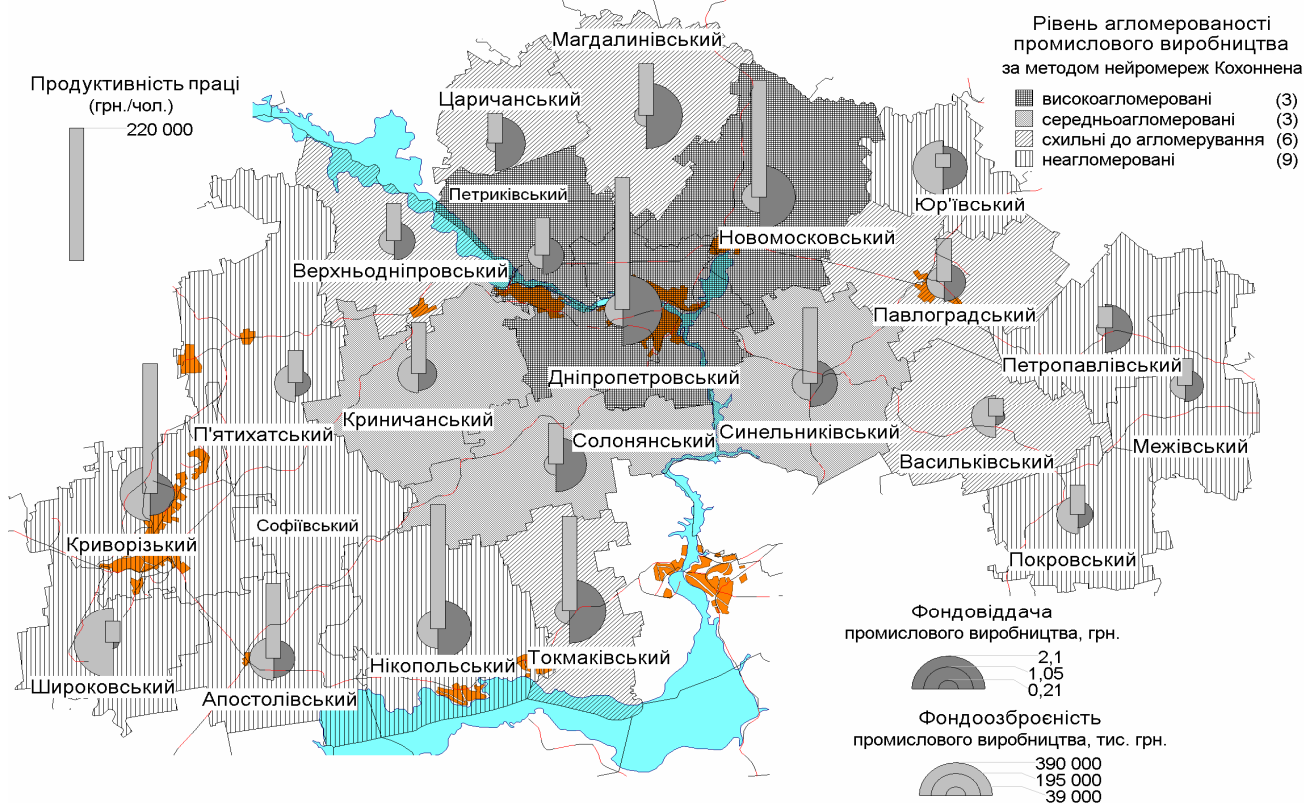 Рівень агломерованості
промислового виробництва
за методом нейромереж Кохоннена
високоагломеровані (3)
середньоагломеровані (3)
схильні до агломерування (6)
неагломеровані (9)
Продуктивність праці
(грн./чол.)
220 000
Магдалинівський
Царичанський
Петриківський
Юр'ївський
Новомосковський
Верхньодніпровський
Павлоградський
Петропавлівський
Дніпропетровський
Криничанський
П'ятихатський
Солонянський
Синельниківський
Межівський
Васильківський
Софіївський
Криворізький
Покровський
Нікопольський
Токмаківський
Широковський
Апостолівський
Фондовіддача
промислового виробництва, грн.
2,1
1,05
0,21
Фондоозброєність
промислового виробництва, тис. грн.
390 000
195 000
39 000